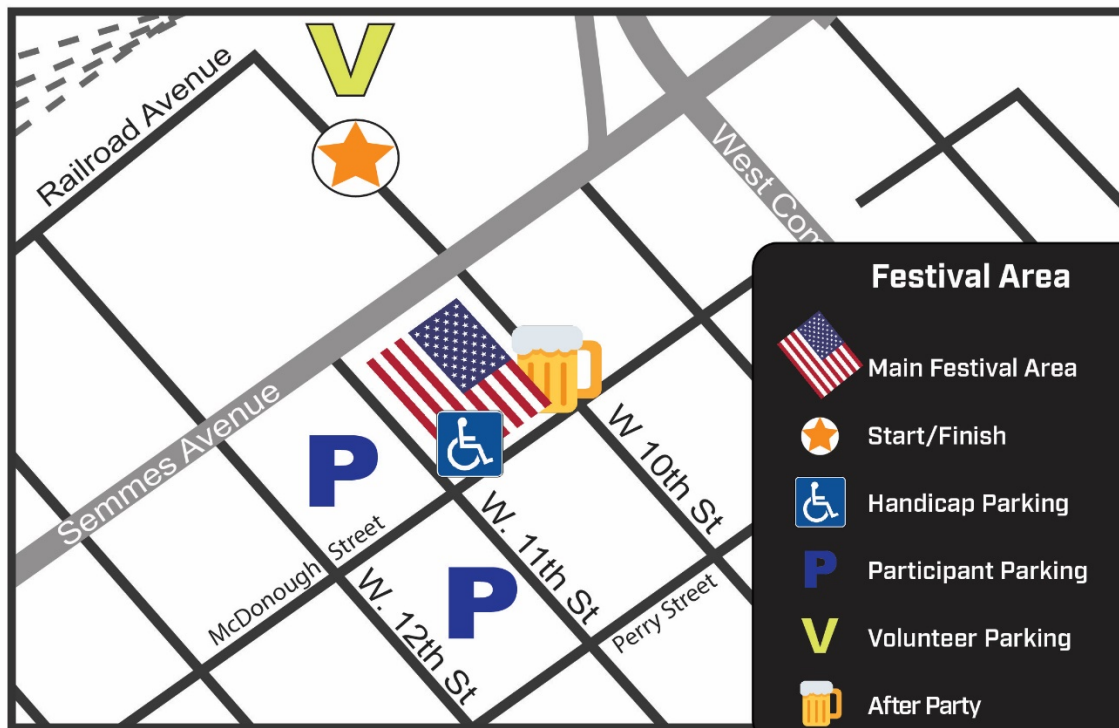 V
Railroad Avenue
West Com
Semmes Avenue
P
McDonough Street
W 10th St
W. 11th St
P
W. 12th St
Perry Street
Festival Area
Main Festival Area
Start/Finish
Handicap Parking
P Participant Parking
V Volunteer Parking
After Party